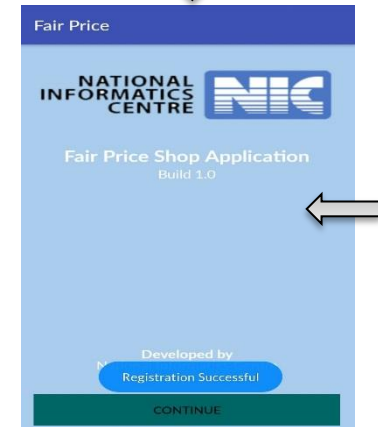 Fair Price
NATIONAL
INFORMATICS
CENTRE
NIC
Fair Price Shop Application
Build 1.0
Developed by
Registration Successful
CONTINUE